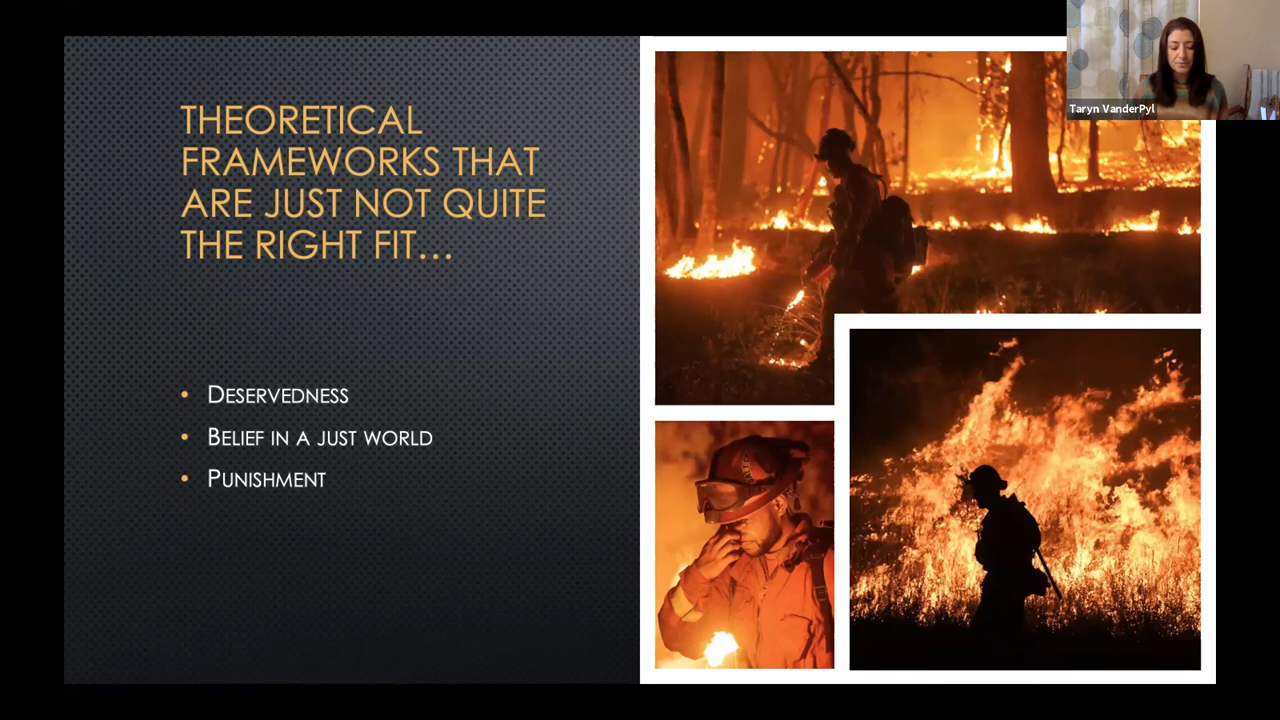 THEORETICAL
FRAMEWORKS THAT
ARE JUST NOT QUITE
THE RIGHT FIT...
• DESERVEDNESS
• BELIEF IN A JUST WORLD
• PUNISHMENT
Taryn VanderPyl